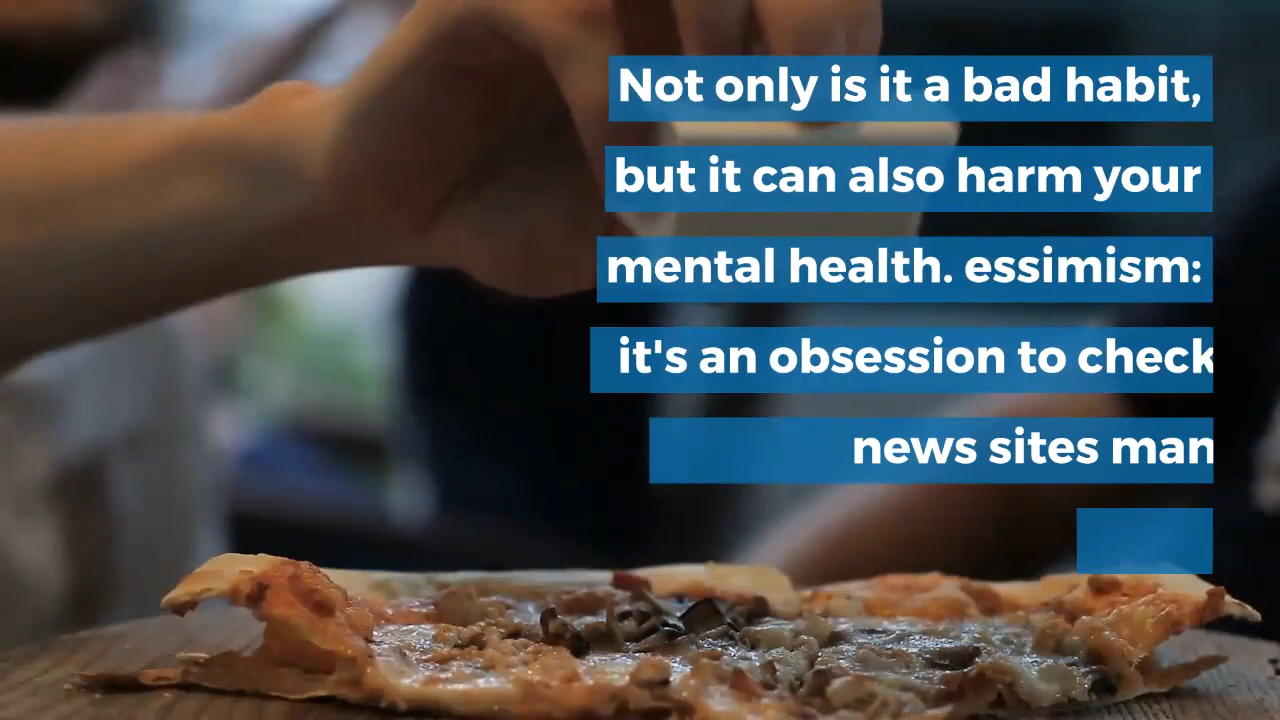 Not only is it a bad habit,
but it can also harm your
mental health. essimism:
it's an obsession to check
news sites man